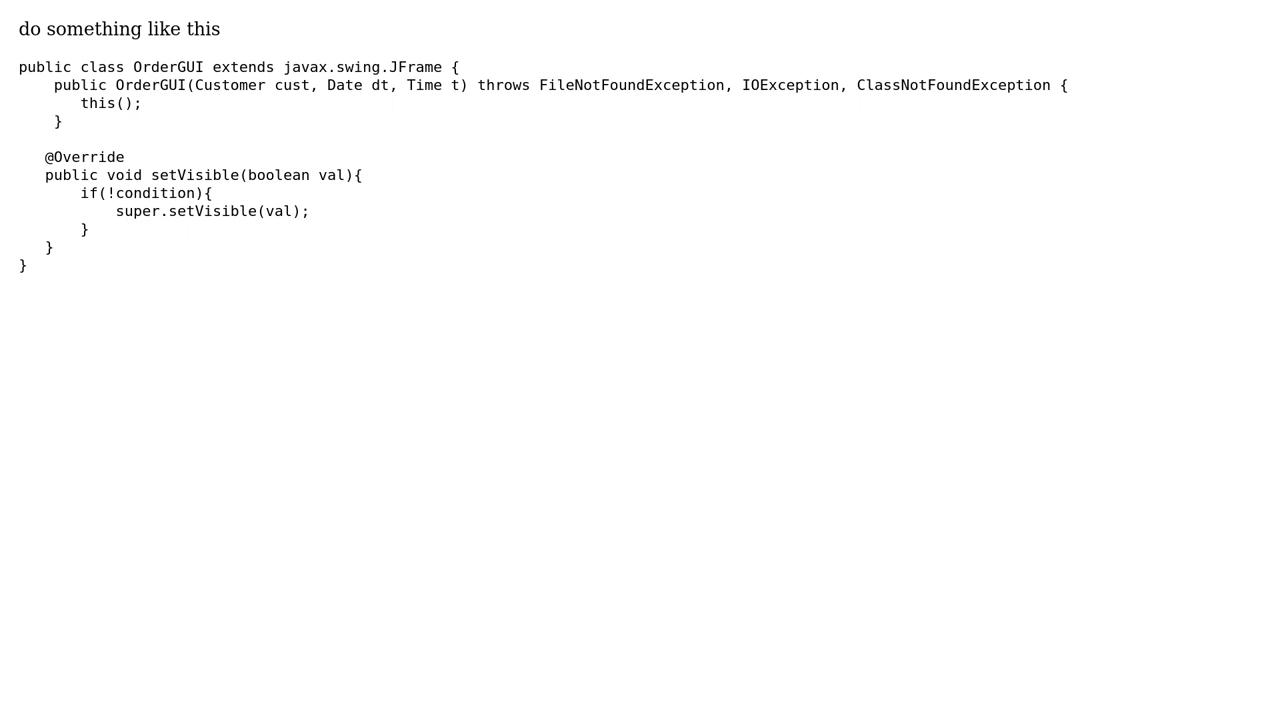 do something like this
public class OrderGUI extends javax.swing.JFrame {
    public OrderGUI(Customer cust, Date dt, Time t) throws FileNotFoundException, IOException, ClassNotFoundException {
       this();
    }

   @Override
   public void setVisible(boolean val){
       if(!condition){
           super.setVisible(val);
       }
   }
}